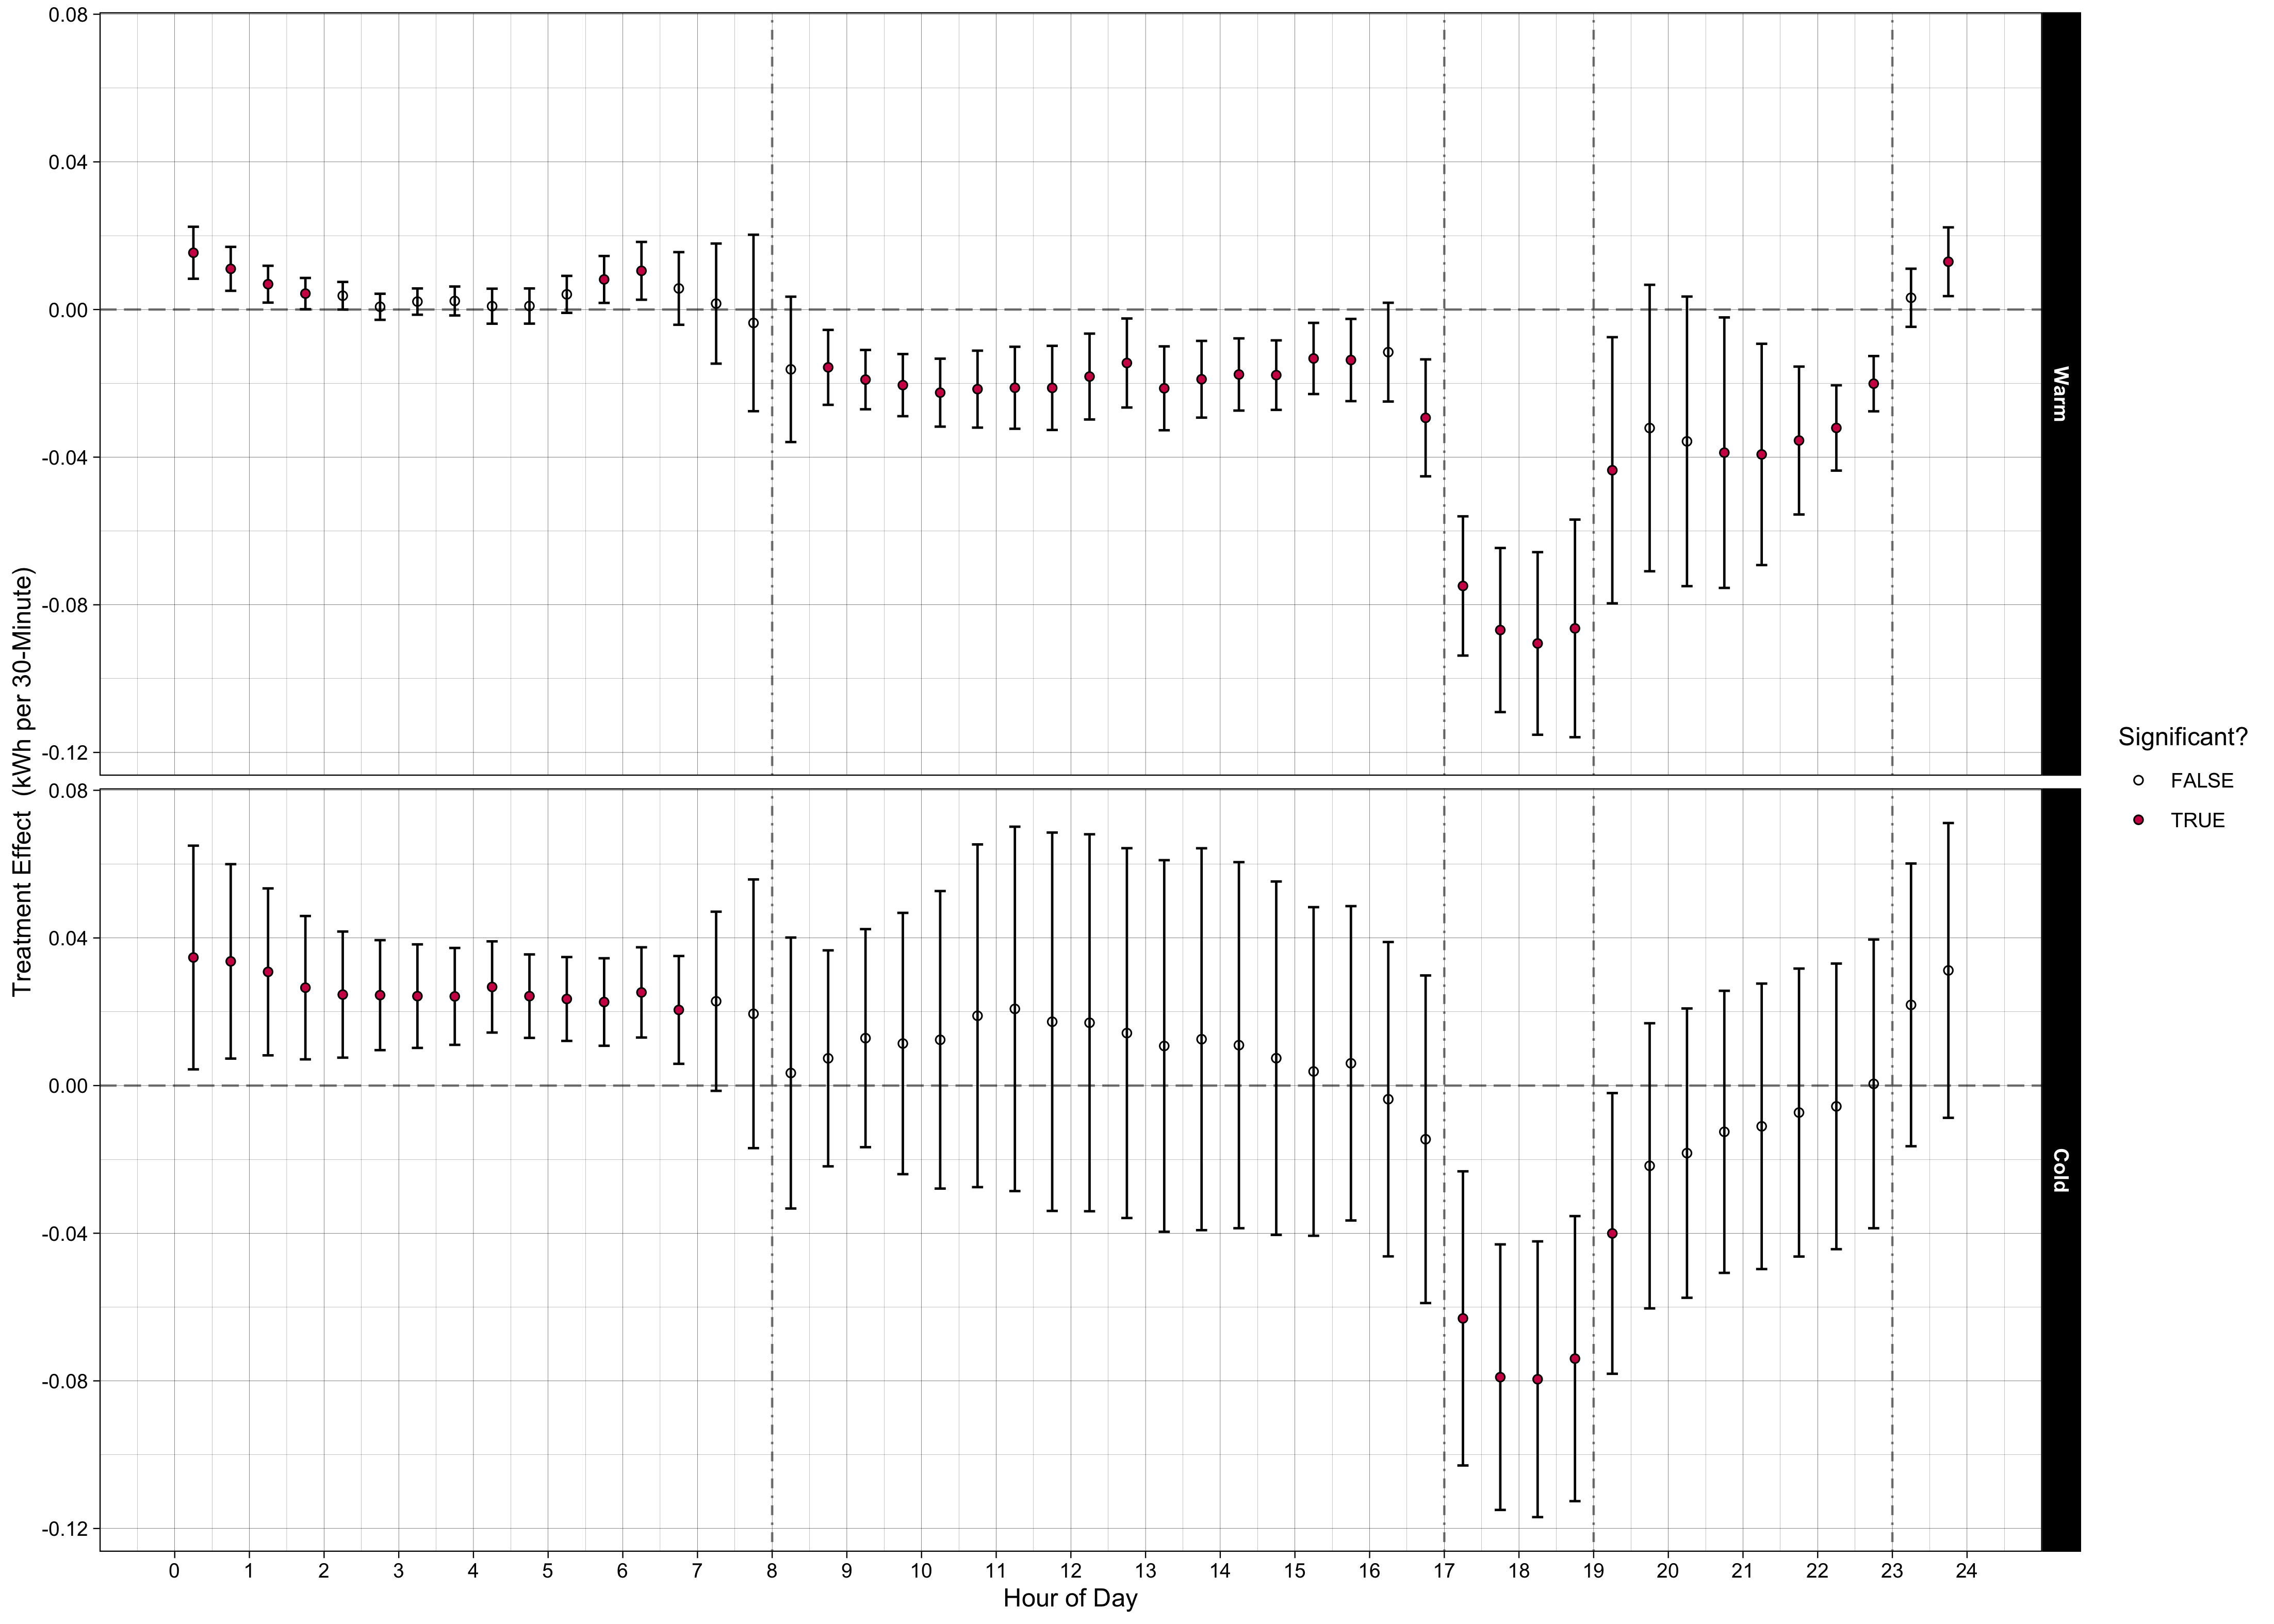 Treatment Effect (kWh per 30-Minute)
0.08
0.04
0.00
-0.04
-0.08
-0.12
Warm
0.08
0.04
0.00
-0.04
-0.08
-0.12
Cold
0 1 2 3 4 5 6 7 8 9 10 11 12 13 14 15 16 17 18 19 20 21 22 23 24
Hour of Day
Significant?
FALSE
TRUE